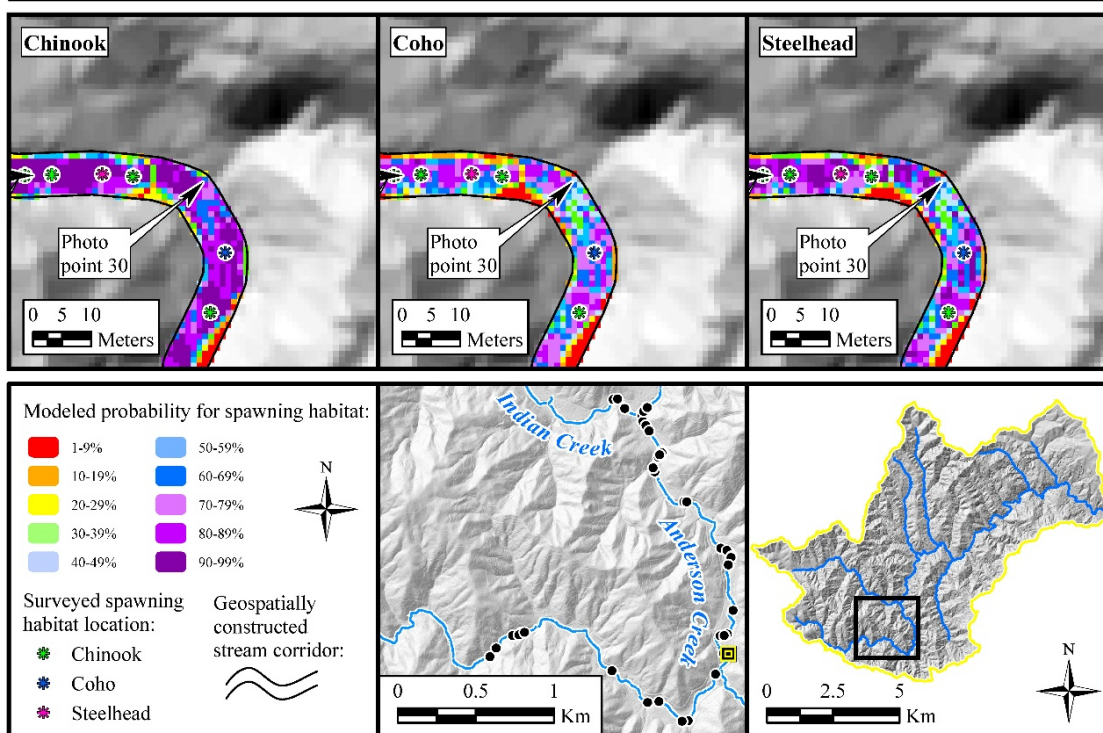 Chinook
Photo
point 30
0 5 10
Meters
Coho
Photo
point 30
0 5 10
Meters
Steelhead
Photo
point 30
0 5 10
Meters
Modeled probability for spawning habitat:
1-9%
10-19%
20-29%
30-39%
40-49%
50-59%
60-69%
70-79%
80-89%
90-99%
N
Surveyed spawning
habitat location:
Chinook
Coho
Steelhead
Geospatially
constructed
stream corridor:
Indian Creek
Anderson Creek
0 0.5 1
Km
0 2.5 5
Km
N